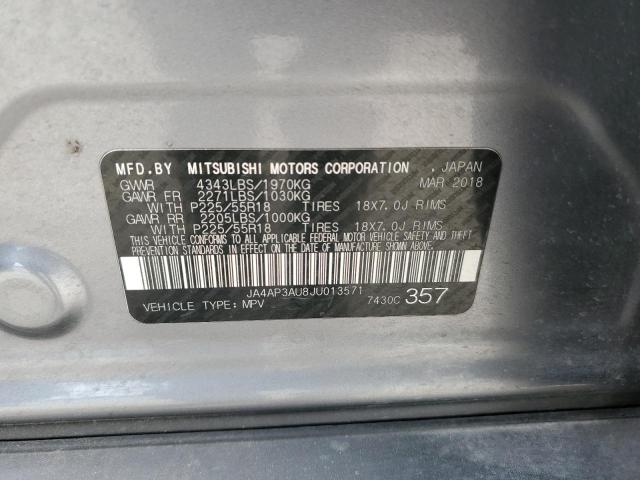 MFD.BY MITSUBISHI MOTORS CORPORATION , JAPAN
GVWR 4343LBS/1970KG MAR 2018
GAWR FR 2271LBS/1030KG
WITH P225/55R18 TIRES 18X7.0J RIMS
GAWR RR 2205LBS/1000KG
WITH P225/55R18 TIRES 18X7.0J RIMS
THIS VEHICLE CONFORMS TO ALL APPLICABLE FEDERAL MOTOR VEHICLE SAFETY AND THEFT
PREVENTION STANDARDS IN EFFECT ON THE DATE OF MANUFACTURE SHOWN ABOVE.
JA4AP3AU8JU013571
VEHICLE TYPE: MPV 7430C 357